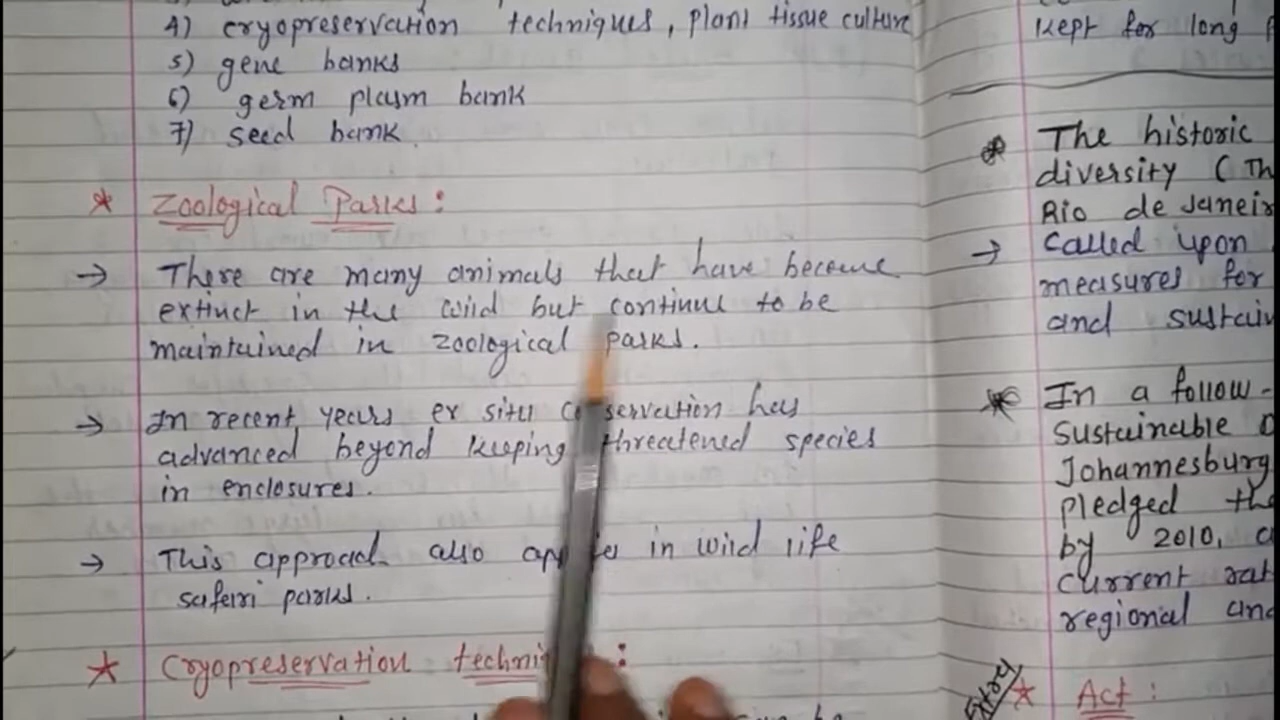 4) cryopreservation techniques, plant tissue culture
5) gene banks
6) germ plasm bank
7) seed bank
* Zoological Parks:
→ There are many animals that have become
extinct in the wild but continue to be
maintained in zoological parks.
→ In recent years ex situ conservation has
advanced beyond keeping threatened species
in enclosures.
→ This approach also in wild life
safari parks.
* Cryopreservation :
kept for long
* The historic
diversity (Th
Rio de Janeir
→ called upon
measures for
and sustain
* In a follow-
Sustainable D
Johannesburg
pledged the
by 2010, a
current rat
regional and
Extra
* Act: